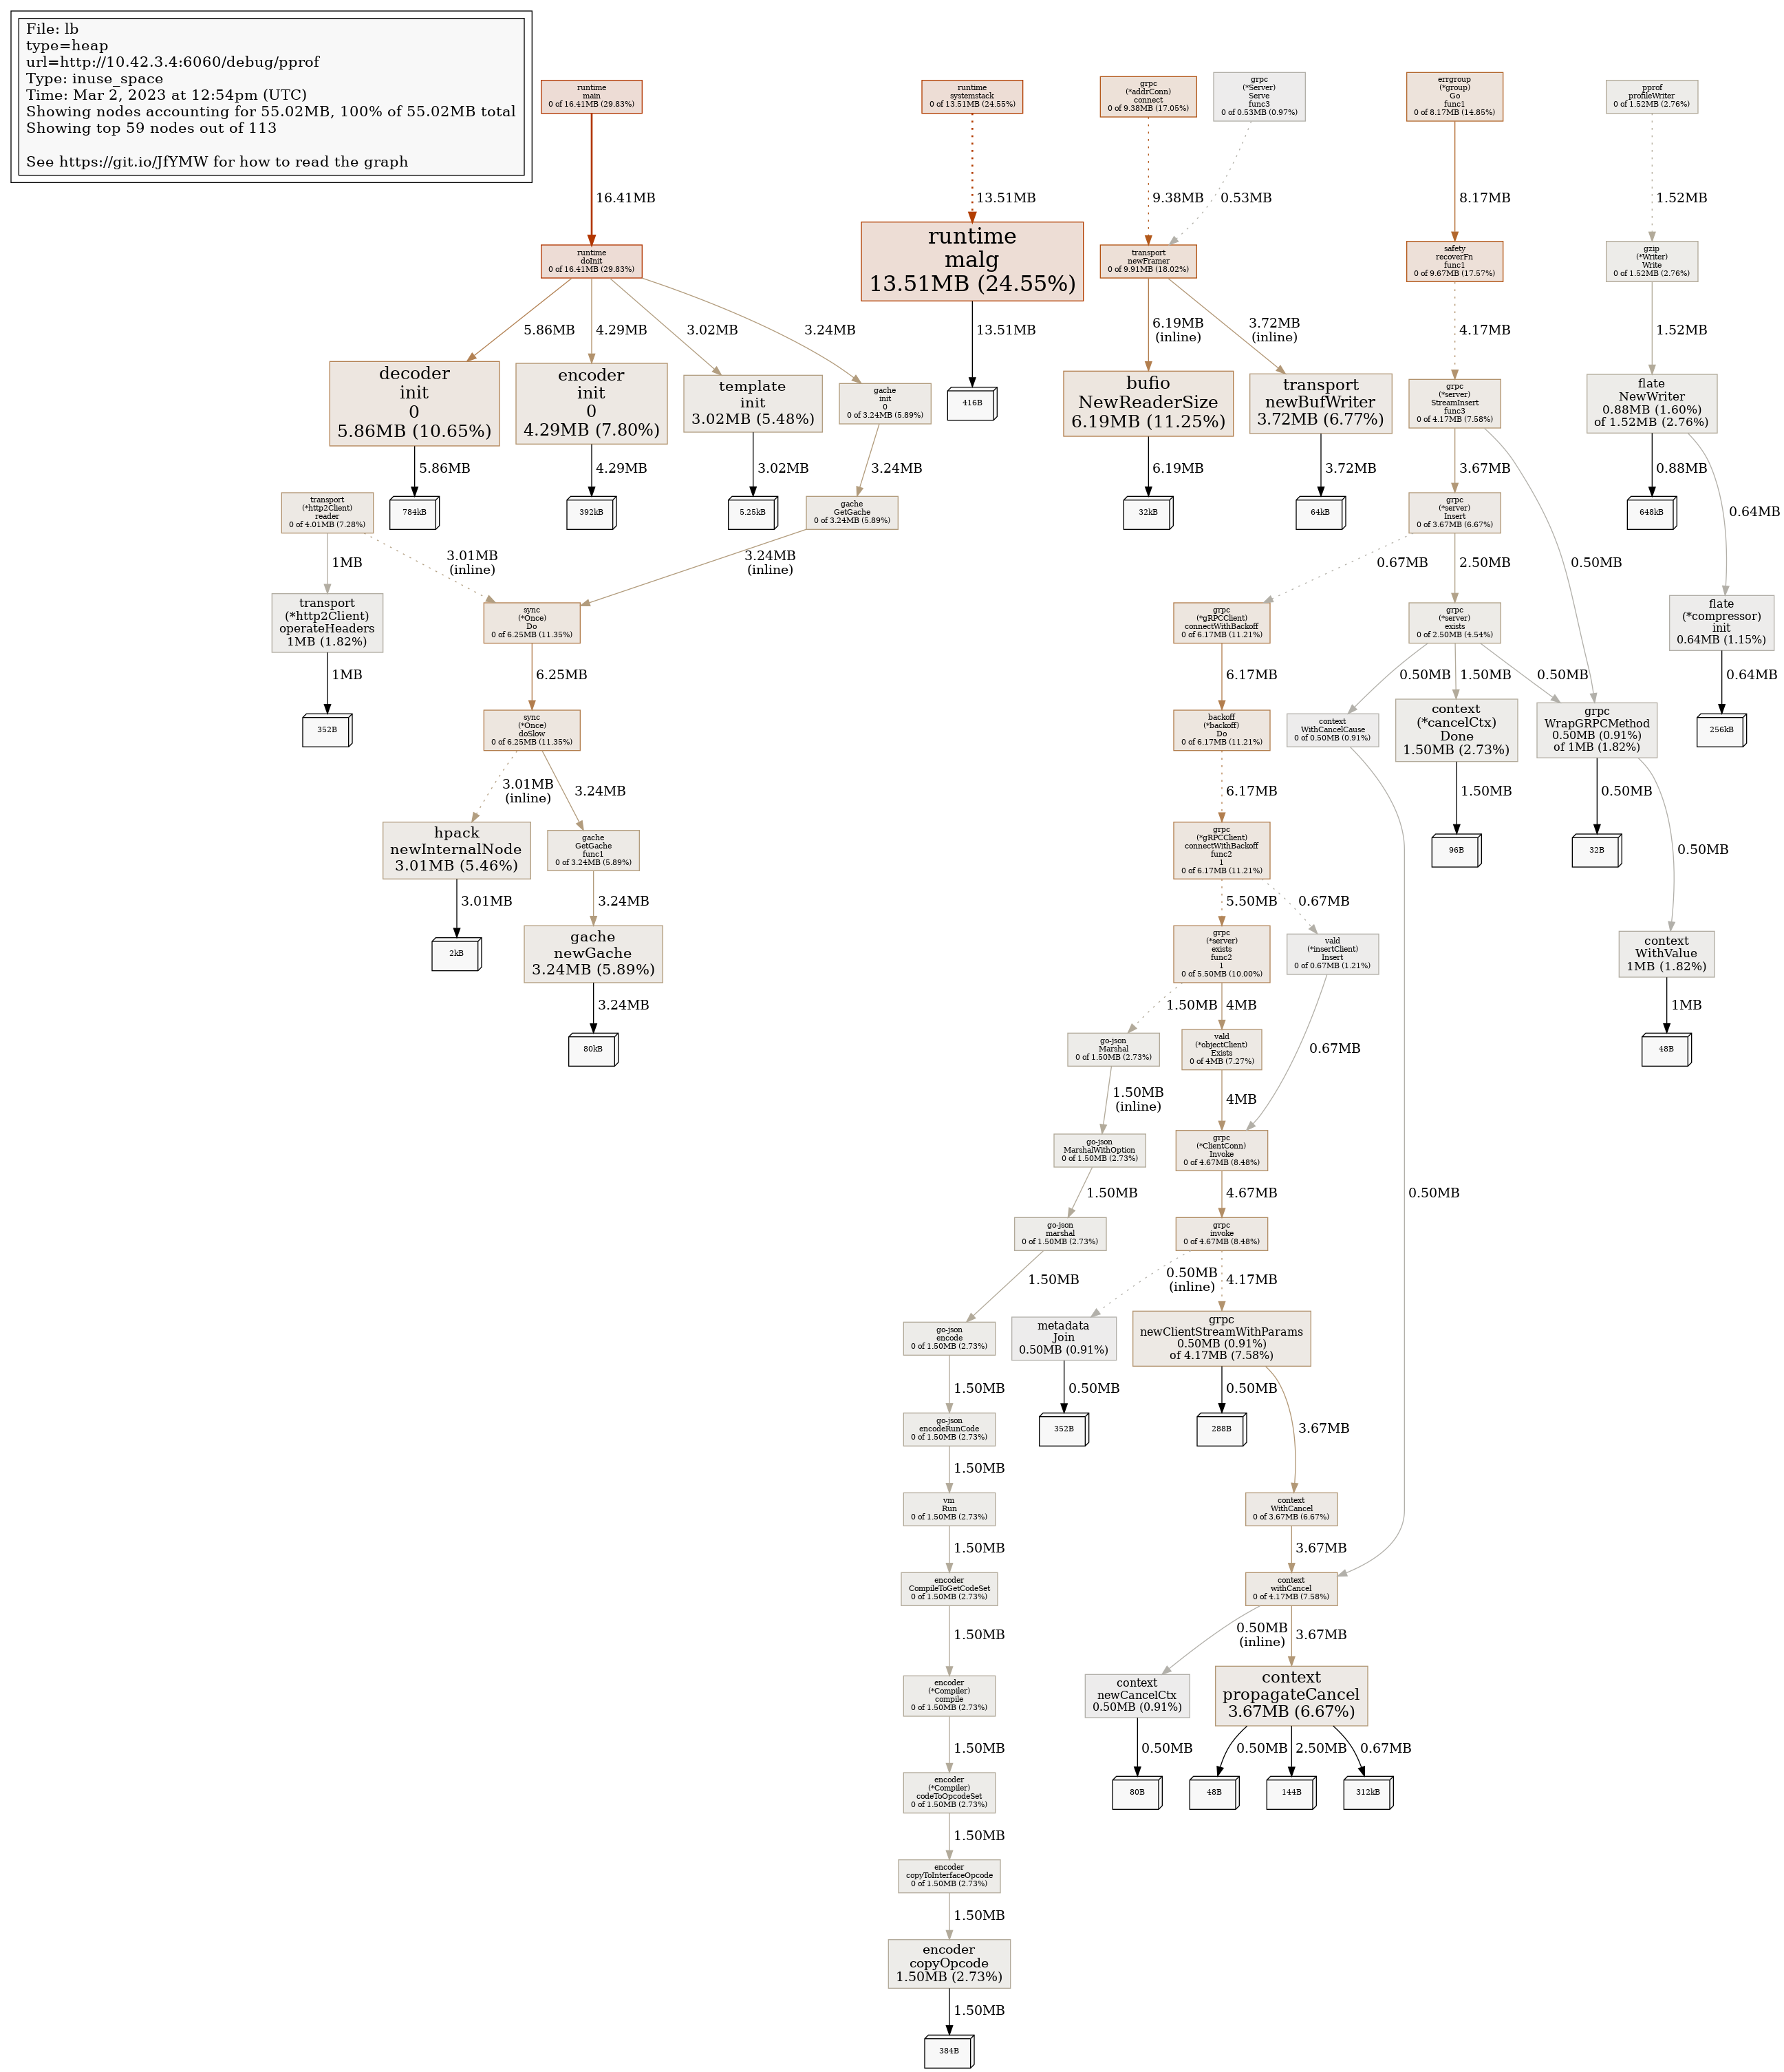 File: lb
type=heap
url=http://10.42.3.4:6060/debug/pprof
Type: inuse_space
Time: Mar 2, 2023 at 12:54pm (UTC)
Showing nodes accounting for 55.02MB, 100% of 55.02MB total
Showing top 59 nodes out of 113
See https://git.io/JfYMW for how to read the graph
runtime
main
0 of 16.41MB (29.83%)
runtime
systemstack
0 of 13.51MB (24.55%)
grpc
(*addrConn)
connect
0 of 9.38MB (17.05%)
grpc
(*Server)
Serve
func3
0 of 0.53MB (0.97%)
errgroup
(*group)
Go
func1
0 of 8.17MB (14.85%)
pprof
profileWriter
0 of 1.52MB (2.76%)
16.41MB
13.51MB
9.38MB
0.53MB
8.17MB
1.52MB
runtime
doInit
0 of 16.41MB (29.83%)
runtime
malg
13.51MB (24.55%)
transport
newFramer
0 of 9.91MB (18.02%)
safety
recoverFn
func1
0 of 9.67MB (17.57%)
gzip
(*Writer)
Write
0 of 1.52MB (2.76%)
5.86MB
4.29MB
3.02MB
3.24MB
13.51MB
6.19MB
(inline)
3.72MB
(inline)
4.17MB
1.52MB
decoder
init
0
5.86MB (10.65%)
encoder
init
0
4.29MB (7.80%)
template
init
3.02MB (5.48%)
gache
init
0
0 of 3.24MB (5.89%)
416B
bufio
NewReaderSize
6.19MB (11.25%)
transport
newBufWriter
3.72MB (6.77%)
grpc
(*server)
StreamInsert
func3
0 of 4.17MB (7.58%)
flate
NewWriter
0.88MB (1.60%)
of 1.52MB (2.76%)
5.86MB
4.29MB
3.02MB
3.24MB
6.19MB
3.72MB
3.67MB
0.88MB
transport
(*http2Client)
reader
0 of 4.01MB (7.28%)
784kB
392kB
5.25kB
gache
GetGache
0 of 3.24MB (5.89%)
32kB
64kB
grpc
(*server)
Insert
0 of 3.67MB (6.67%)
648kB
0.64MB
1MB
3.01MB
(inline)
3.24MB
(inline)
0.67MB
2.50MB
0.50MB
transport
(*http2Client)
operateHeaders
1MB (1.82%)
sync
(*Once)
Do
0 of 6.25MB (11.35%)
grpc
(*gRPCClient)
connectWithBackoff
0 of 6.17MB (11.21%)
grpc
(*server)
exists
0 of 2.50MB (4.54%)
flate
(*compressor)
init
0.64MB (1.15%)
1MB
6.25MB
6.17MB
0.50MB
1.50MB
0.50MB
0.64MB
352B
sync
(*Once)
doSlow
0 of 6.25MB (11.35%)
backoff
(*backoff)
Do
0 of 6.17MB (11.21%)
context
WithCancelCause
0 of 0.50MB (0.91%)
context
(*cancelCtx)
Done
1.50MB (2.73%)
grpc
WrapGRPCMethod
0.50MB (0.91%)
of 1MB (1.82%)
256kB
3.01MB
(inline)
3.24MB
6.17MB
1.50MB
0.50MB
hpack
newInternalNode
3.01MB (5.46%)
gache
GetGache
func1
0 of 3.24MB (5.89%)
grpc
(*gRPCClient)
connectWithBackoff
func2
1
0 of 6.17MB (11.21%)
96B
32B
0.50MB
3.01MB
3.24MB
5.50MB
0.67MB
2kB
gache
newGache
3.24MB (5.89%)
grpc
(*server)
exists
func2
1
0 of 5.50MB (10.00%)
vald
(*insertClient)
Insert
0 of 0.67MB (1.21%)
context
WithValue
1MB (1.82%)
3.24MB
1.50MB
4MB
1MB
80kB
go-json
Marshal
0 of 1.50MB (2.73%)
vald
(*objectClient)
Exists
0 of 4MB (7.27%)
0.67MB
48B
1.50MB
(inline)
4MB
go-json
MarshalWithOption
0 of 1.50MB (2.73%)
grpc
(*ClientConn)
Invoke
0 of 4.67MB (8.48%)
1.50MB
4.67MB
0.50MB
go-json
marshal
0 of 1.50MB (2.73%)
grpc
invoke
0 of 4.67MB (8.48%)
1.50MB
0.50MB
(inline)
4.17MB
go-json
encode
0 of 1.50MB (2.73%)
metadata
Join
0.50MB (0.91%)
grpc
newClientStreamWithParams
0.50MB (0.91%)
of 4.17MB (7.58%)
1.50MB
0.50MB
0.50MB
3.67MB
go-json
encodeRunCode
0 of 1.50MB (2.73%)
352B
288B
1.50MB
vm
Run
0 of 1.50MB (2.73%)
context
WithCancel
0 of 3.67MB (6.67%)
1.50MB
3.67MB
encoder
CompileToGetCodeSet
0 of 1.50MB (2.73%)
context
withCancel
0 of 4.17MB (7.58%)
1.50MB
0.50MB
(inline)
3.67MB
encoder
(*Compiler)
compile
0 of 1.50MB (2.73%)
context
newCancelCtx
0.50MB (0.91%)
context
propagateCancel
3.67MB (6.67%)
1.50MB
0.50MB
0.50MB
2.50MB
0.67MB
encoder
(*Compiler)
codeToOpcodeSet
0 of 1.50MB (2.73%)
80B
48B
144B
312kB
1.50MB
encoder
copyToInterfaceOpcode
0 of 1.50MB (2.73%)
1.50MB
encoder
copyOpcode
1.50MB (2.73%)
1.50MB
384B